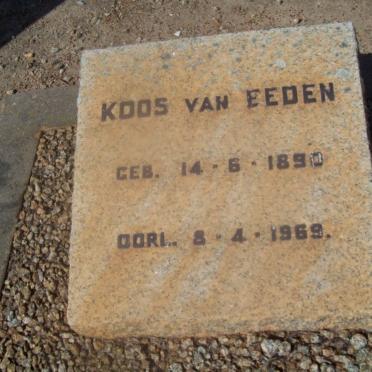 KOOS VAN EEDEN
GEB. 14-6-1890
OORL. 8-4-1969.